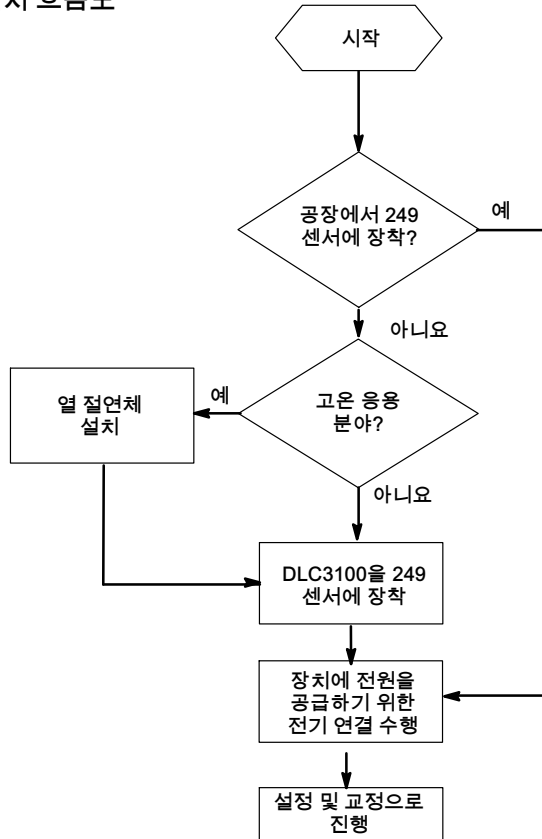 시작
공장에서 249
센서에 장착?
예
아니요
고온 응용
분야?
예
열 절연체
설치
아니요
DLC3100을 249
센서에 장착
장치에 전원을
공급하기 위한
전기 연결 수행
설정 및 교정으로
진행